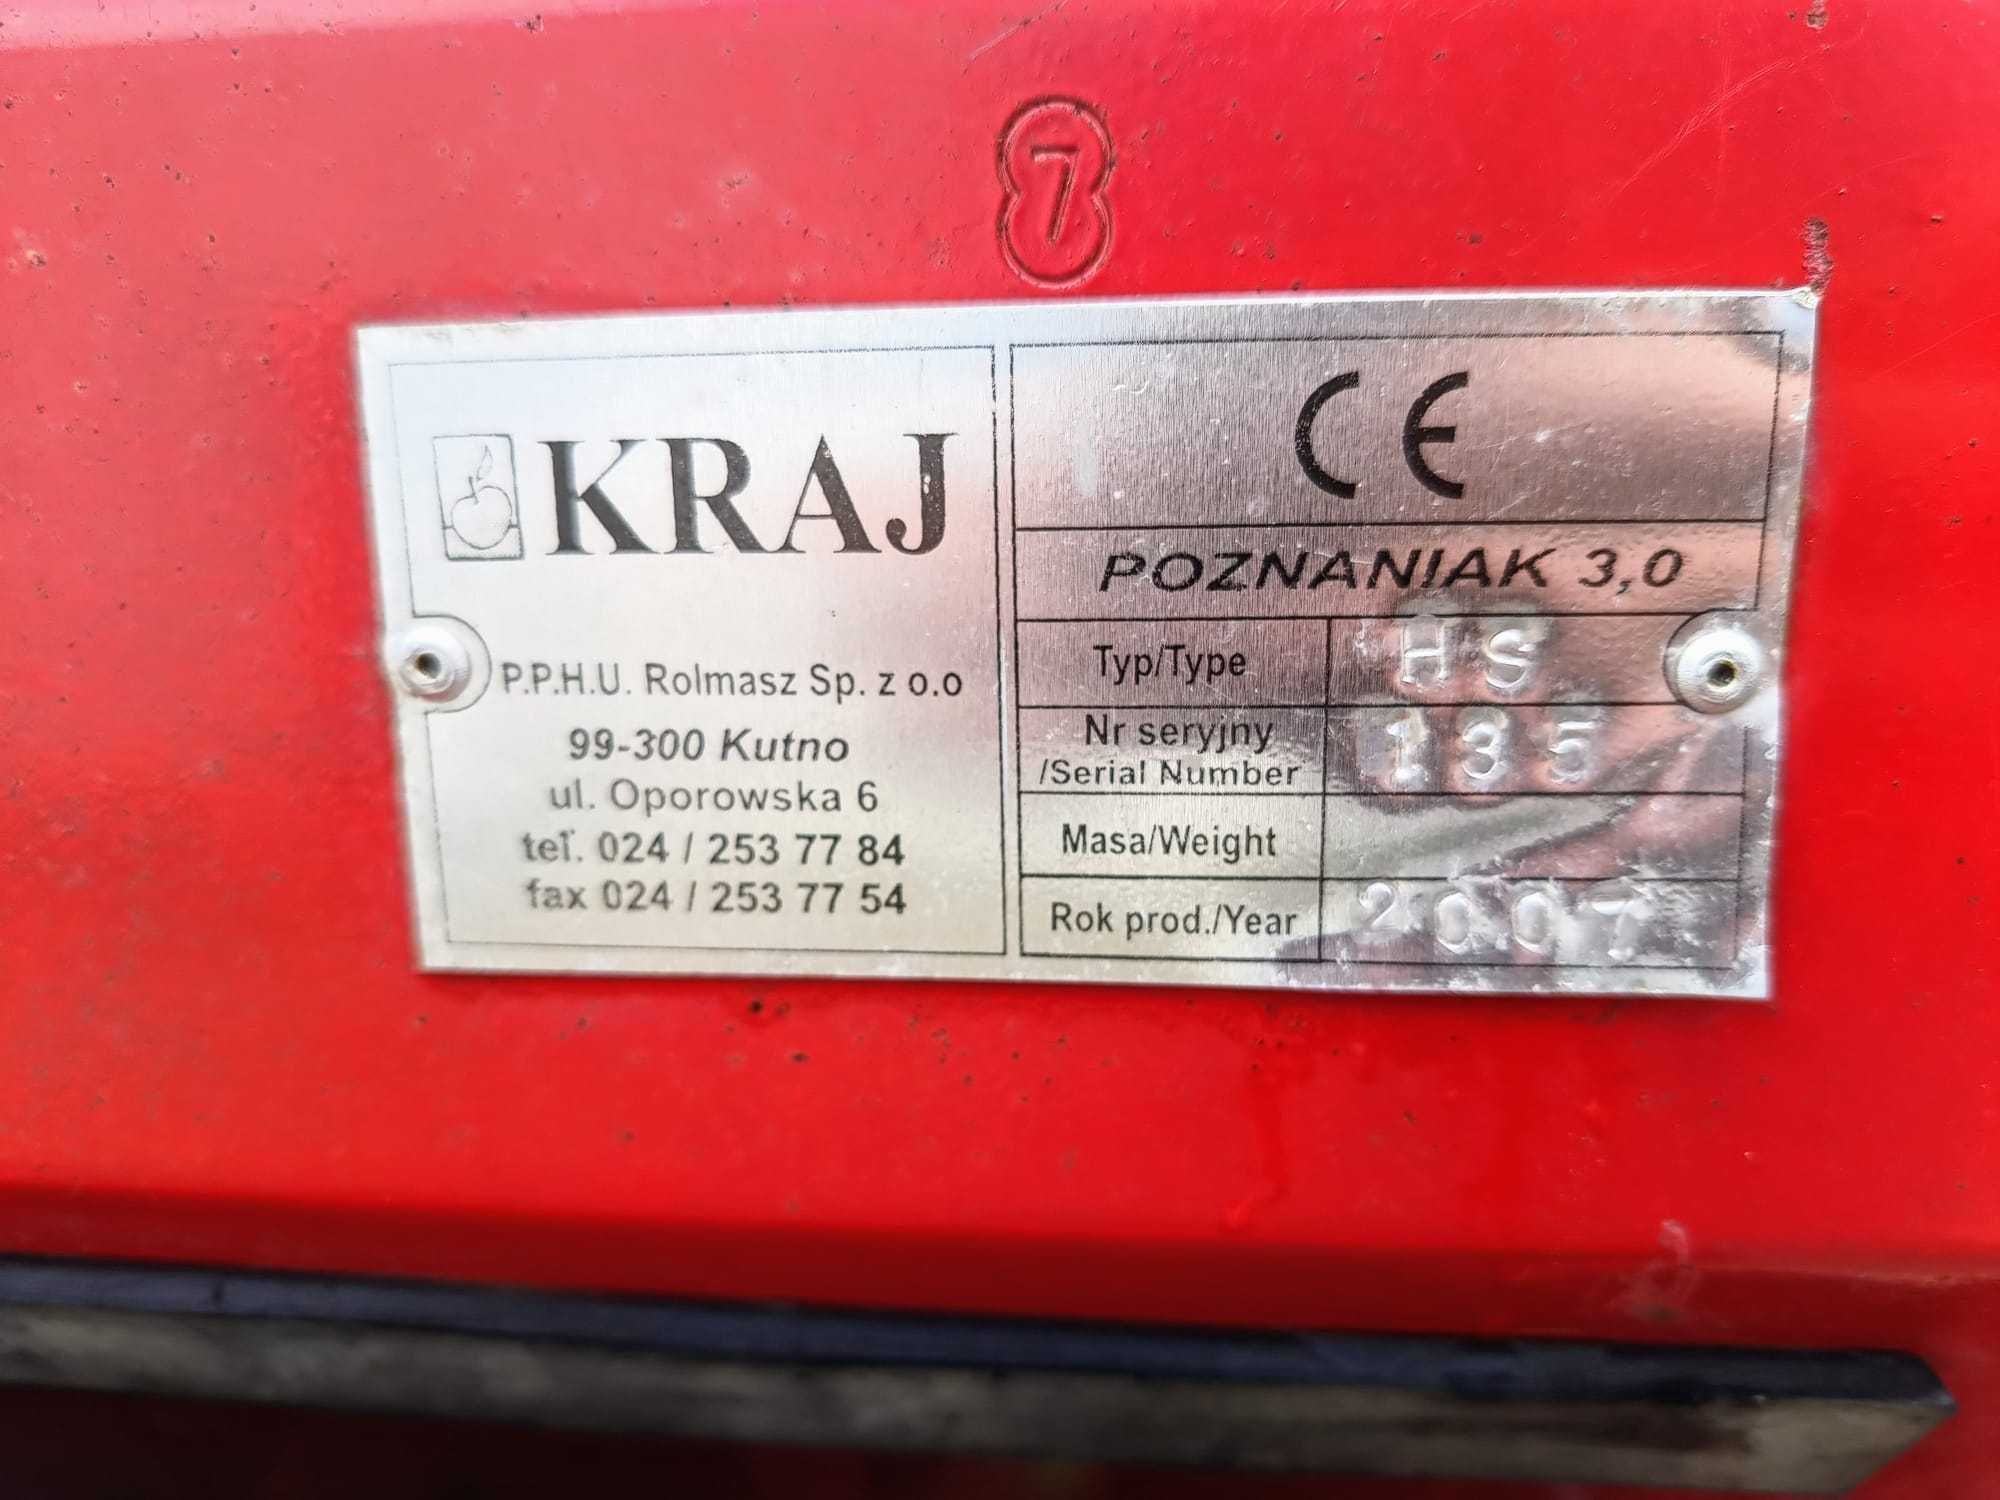 7
KRAJ
P.P.H.U. Rolmasz Sp. z o.o
99-300 Kutno
ul. Oporowska 6
tel. 024 / 253 77 84
fax 024 / 253 77 54
CE
POZNANIAK 3,0
Typ/Type HS
Nr seryjny
/Serial Number 135
Masa/Weight
Rok prod./Year 2007